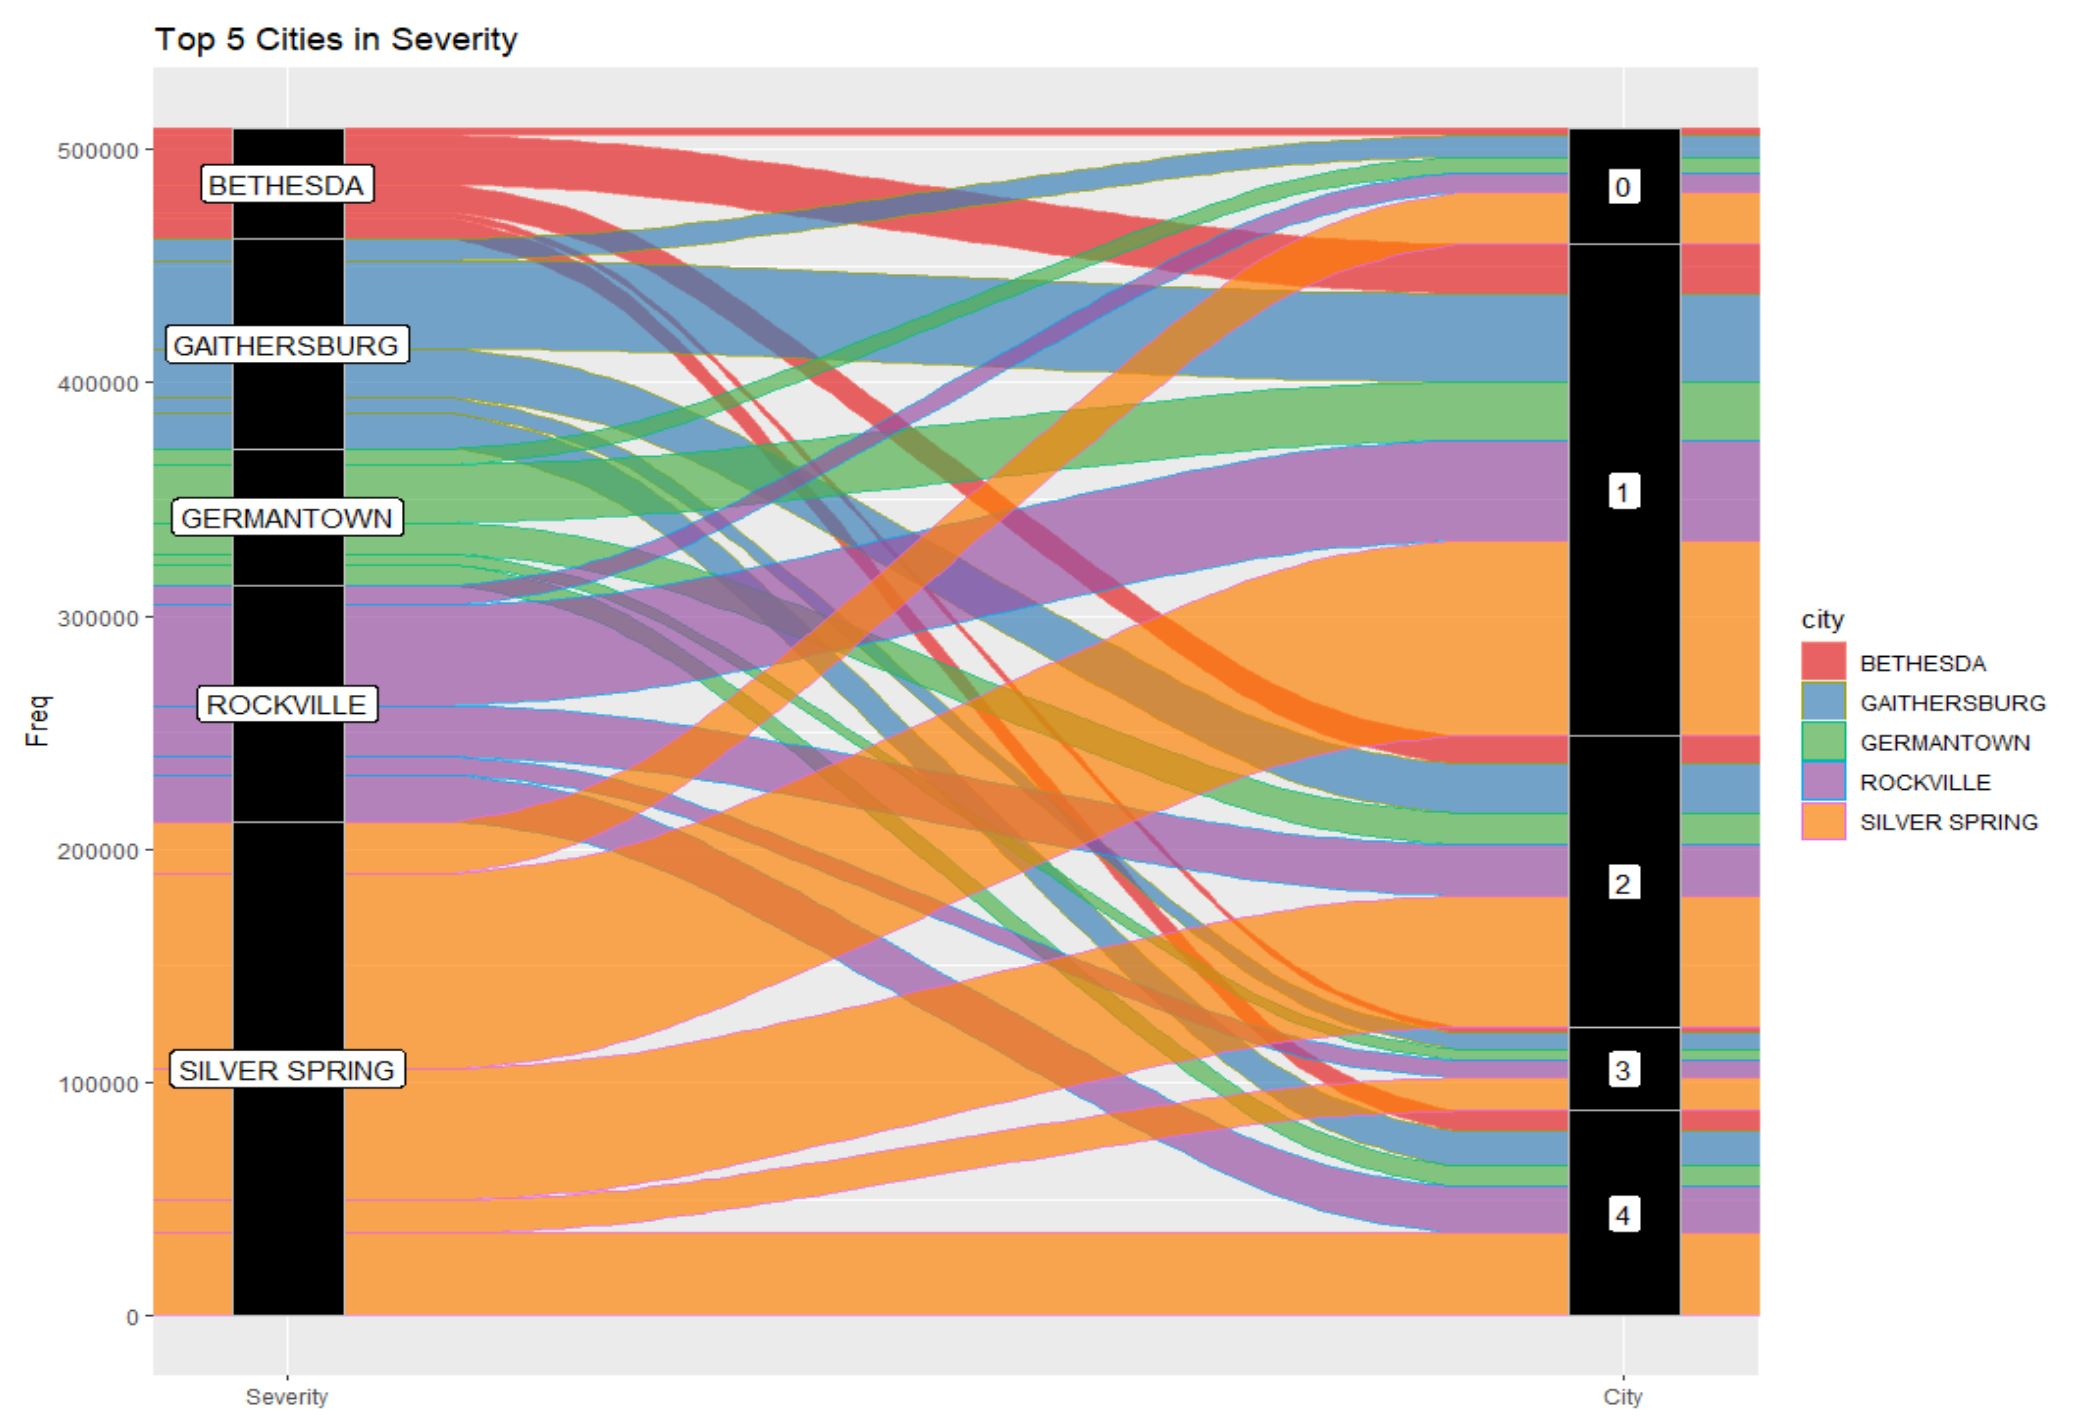 Top 5 Cities in Severity
Freq
500000
400000
300000
200000
100000
0
BETHESDA
GAITHERSBURG
GERMANTOWN
ROCKVILLE
SILVER SPRING
0
1
2
3
4
Severity
City
city
BETHESDA
GAITHERSBURG
GERMANTOWN
ROCKVILLE
SILVER SPRING